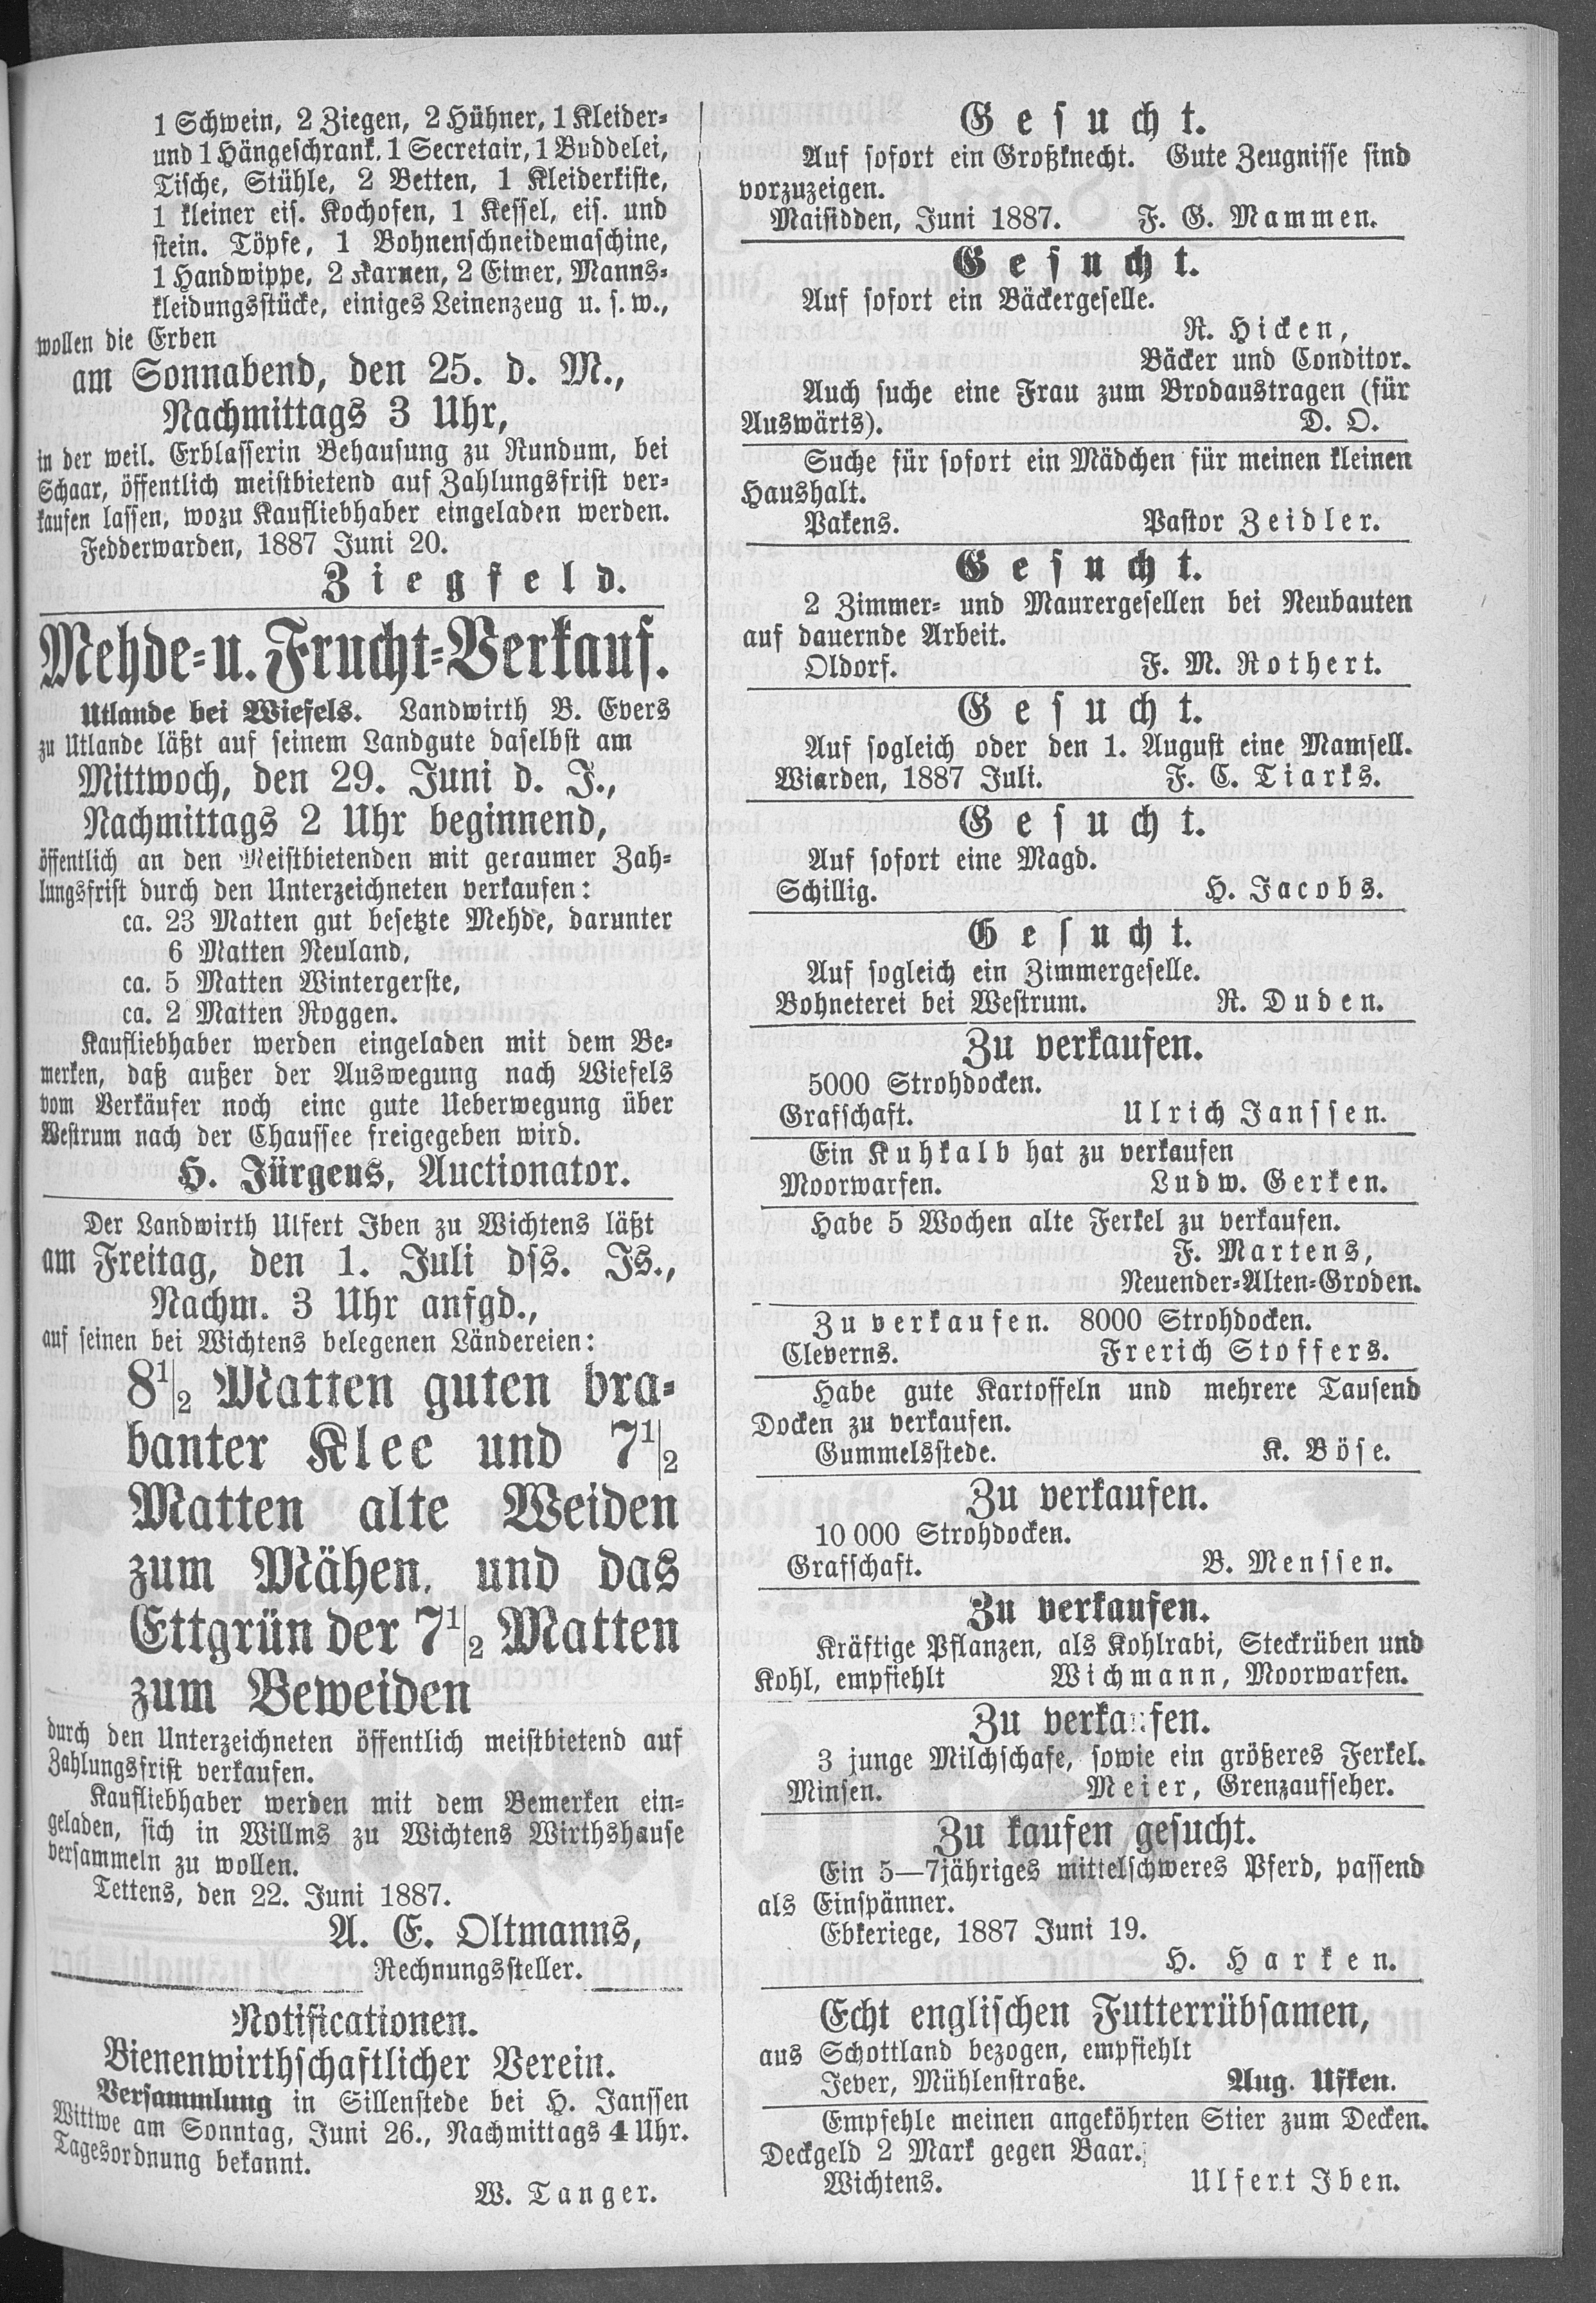 1 Schwein, 2 Ziegen, 2 Hühner, 1 Kleider-
und 1 Hängeschrank, 1 Secretair, 1 Buddelei,
Tische, Stühle, 2 Betten, 1 Kleiderkiste,
1 kleiner eis. Kochofen, 1 Kessel, eis. und
stein. Töpfe, 1 Bohnenschneidemaschine,
1 Handwippe, 2 Karren, 2 Eimer, Manns-
kleidungsstücke, einiges Leinenzeug u. s. w.,
wollen die Erben
am Sonnabend, den 25. d. M.,
Nachmittags 3 Uhr,
in der weil. Erblasserin Behausung zu Rundum, bei
Schaar, öffentlich meistbietend auf Zahlungsfrist ver-
kaufen lassen, wozu Kaufliebhaber eingeladen werden.
Fedderwarden, 1887 Juni 20.
Ziegfeld.
Mehde- u. Frucht-Verkauf.
Utlande bei Wiefels. Landwirth B. Evers
zu Utlande läßt auf seinem Landgute daselbst am
Mittwoch, den 29. Juni d. J.,
Nachmittags 2 Uhr beginnend,
öffentlich an den Meistbietenden mit geraumer Zah-
lungsfrist durch den Unterzeichneten verkaufen:
ca. 23 Matten gut besetzte Mehde, darunter
6 Matten Neuland,
ca. 5 Matten Wintergerste,
ca. 2 Matten Roggen.
Kaufliebhaber werden eingeladen mit dem Be-
merken, daß außer der Auswegung nach Wiefels
vom Verkäufer noch eine gute Ueberwegung über
Westrum nach der Chaussee freigegeben wird.
H. Jürgens, Auctionator.
Der Landwirth Ulfert Iben zu Wichtens läßt
am Freitag, den 1. Juli dss. Js.,
Nachm. 3 Uhr anfgd.,
auf seinen bei Wichtens belegenen Ländereien:
8 1/2 Matten guten bra-
banter Klee und 7 1/2
Matten alte Weiden
zum Mähen, und das
Ettgrün der 7 1/2 Matten
zum Beweiden
durch den Unterzeichneten öffentlich meistbietend auf
Zahlungsfrist verkaufen.
Kaufliebhaber werden mit dem Bemerken ein-
geladen, sich in Willms zu Wichtens Wirthshause
versammeln zu wollen.
Tettens, den 22. Juni 1887.
A. E. Oltmanns,
Rechnungssteller.
Notificationen.
Bienenwirthschaftlicher Verein.
Versammlung in Sillenstede bei H. Janssen
Wittwe am Sonntag, Juni 26., Nachmittags 4 Uhr.
Tagesordnung bekannt.
W. Tanger.
Gesucht.
Auf sofort ein Großknecht. Gute Zeugnisse sind
vorzuzeigen.
Maisidden, Juni 1887. F. G. Mammen.
Gesucht.
Auf sofort ein Bäckergeselle.
R. Hicken,
Bäcker und Conditor.
Auch suche eine Frau zum Brodaustragen (für
Auswärts). D. O.
Suche für sofort ein Mädchen für meinen kleinen
Haushalt.
Pakens. Pastor Zeidler.
Gesucht.
2 Zimmer- und Maurergesellen bei Neubauten
auf dauernde Arbeit.
Oldorf. F. M. Rothert.
Gesucht.
Auf sogleich oder den 1. August eine Mamsell.
Wiarden, 1887 Juli. F. C. Tiarks.
Gesucht.
Auf sofort eine Magd.
Schillig. H. Jacobs.
Gesucht.
Auf sogleich ein Zimmergeselle.
Bohneterei bei Westrum. R. Duden.
Zu verkaufen.
5000 Strohdocken.
Grafschaft. Ulrich Janssen.
Ein Kuhkalb hat zu verkaufen
Moorwarfen. Ludw. Gerken.
Habe 5 Wochen alte Ferkel zu verkaufen.
F. Martens,
Neuender-Alten-Groden.
Zu verkaufen. 8000 Strohdocken.
Cleverns. Frerich Stoffers.
Habe gute Kartoffeln und mehrere Tausend
Docken zu verkaufen.
Gummelsstede. K. Böse.
Zu verkaufen.
10 000 Strohdocken.
Grafschaft. B. Menssen.
Zu verkaufen.
Kräftige Pflanzen, als Kohlrabi, Steckrüben und
Kohl, empfiehlt Wichmann, Moorwarfen.
Zu verkaufen.
3 junge Milchschafe, sowie ein größeres Ferkel.
Minsen. Meier, Grenzaufseher.
Zu kaufen gesucht.
Ein 5—7jähriges mittelschweres Pferd, passend
als Einspänner.
Ebkeriege, 1887 Juni 19.
H. Harken.
Echt englischen Futterrübsamen,
aus Schottland bezogen, empfiehlt
Jever, Mühlenstraße. Aug. Ufken.
Empfehle meinen angeköhrten Stier zum Decken.
Deckgeld 2 Mark gegen Baar.
Wichtens. Ulfert Iben.